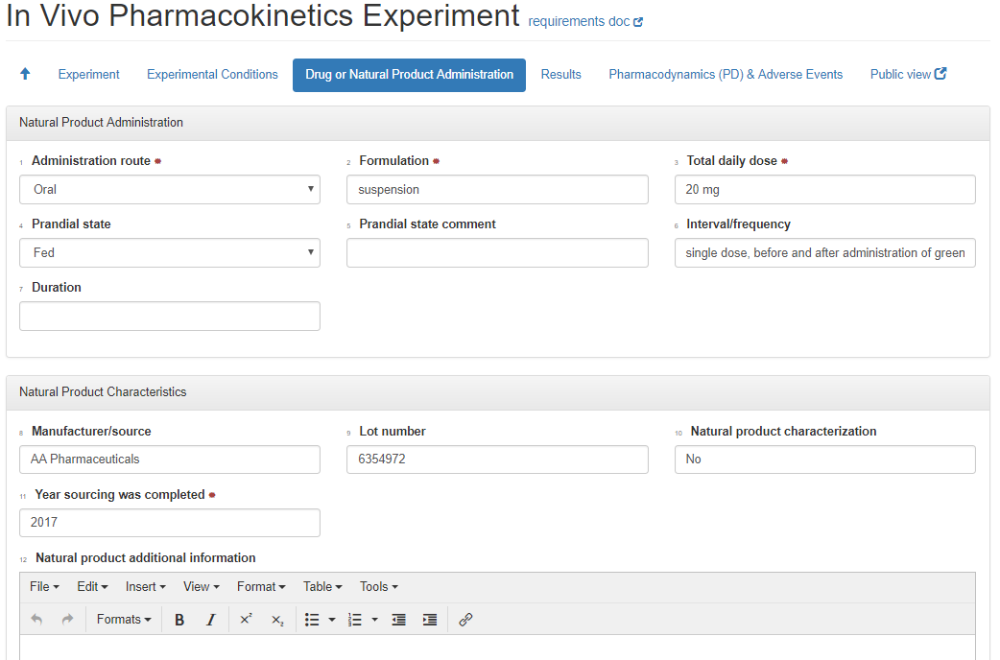 In Vivo Pharmacokinetics Experiment requirements doc
Experiment Experimental Conditions Drug or Natural Product Administration Results Pharmacodynamics (PD) & Adverse Events Public view
Natural Product Administration
1 Administration route * 2 Formulation * 3 Total daily dose *
Oral suspension 20 mg
4 Prandial state 5 Prandial state comment 6 Interval/frequency
Fed single dose, before and after administration of green
7 Duration
Natural Product Characteristics
8 Manufacturer/source 9 Lot number 10 Natural product characterization
AA Pharmaceuticals 6354972 No
11 Year sourcing was completed *
2017
12 Natural product additional information
File Edit Insert View Format Table Tools
Formats B I x² x₂